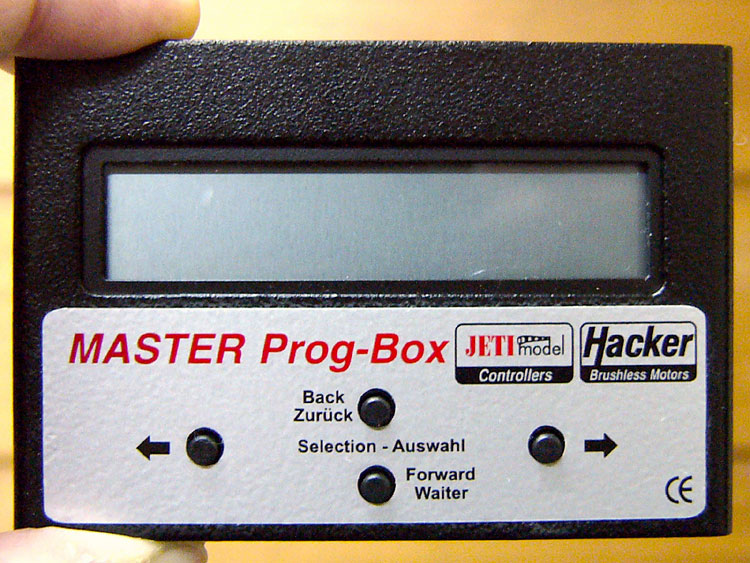 MASTER Prog-Box
JETI model
Controllers
Hacker
Brushless Motors
Back
Zurück
Selection - Auswahl
Forward
Waiter
CE